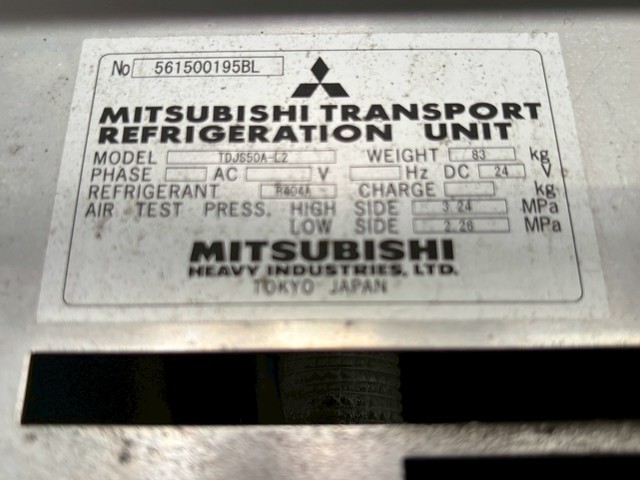 No 561500195BL
MITSUBISHI TRANSPORT
REFRIGERATION UNIT
MODEL TDJS50A-L2 WEIGHT 83 kg
PHASE AC V Hz DC 24 V
REFRIGERANT R404A CHARGE kg
AIR TEST PRESS. HIGH SIDE 3.24 MPa
LOW SIDE 2.26 MPa
MITSUBISHI
HEAVY INDUSTRIES, LTD.
TOKYO JAPAN